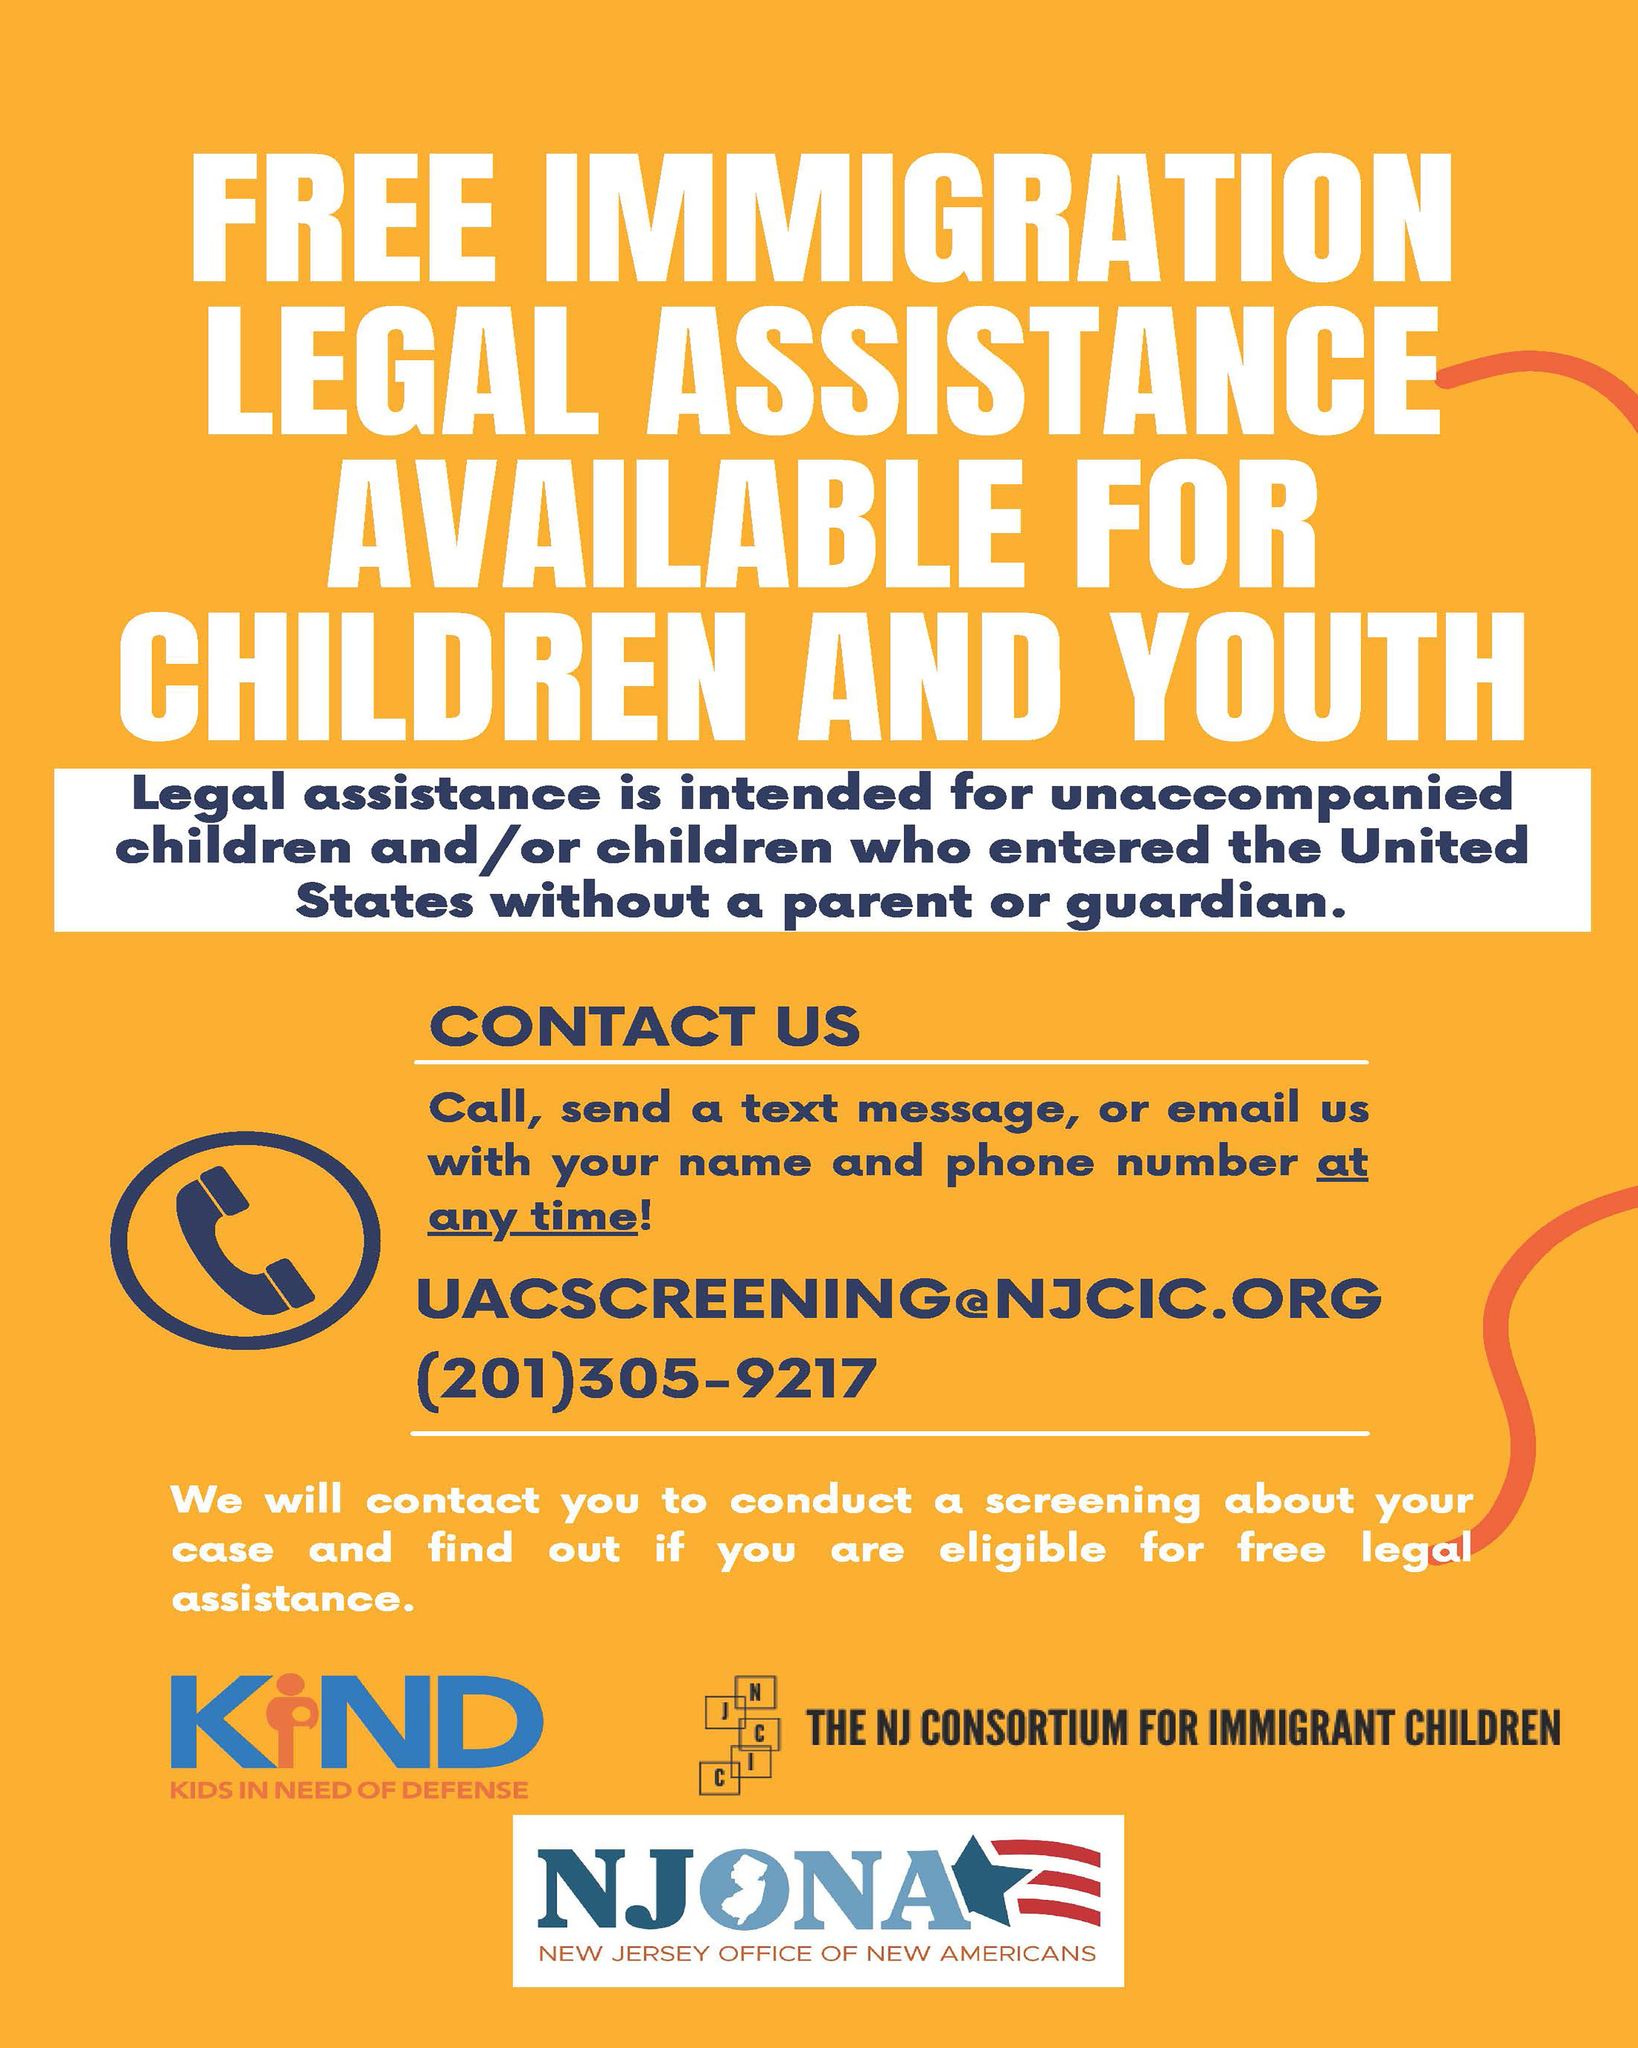 FREE IMMIGRATION
LEGAL ASSISTANCE
AVAILABLE FOR
CHILDREN AND YOUTH
Legal assistance is intended for unaccompanied
children and/or children who entered the United
States without a parent or guardian.
CONTACT US
Call, send a text message, or email us
with your name and phone number at
any time!
UACSCREENING@NJCIC.ORG
(201)305-9217
We will contact you to conduct a screening about your
case and find out if you are eligible for free legal
assistance.
KiND
KIDS IN NEED OF DEFENSE
N
J
C
I
C
THE NJ CONSORTIUM FOR IMMIGRANT CHILDREN
NJONA
NEW JERSEY OFFICE OF NEW AMERICANS